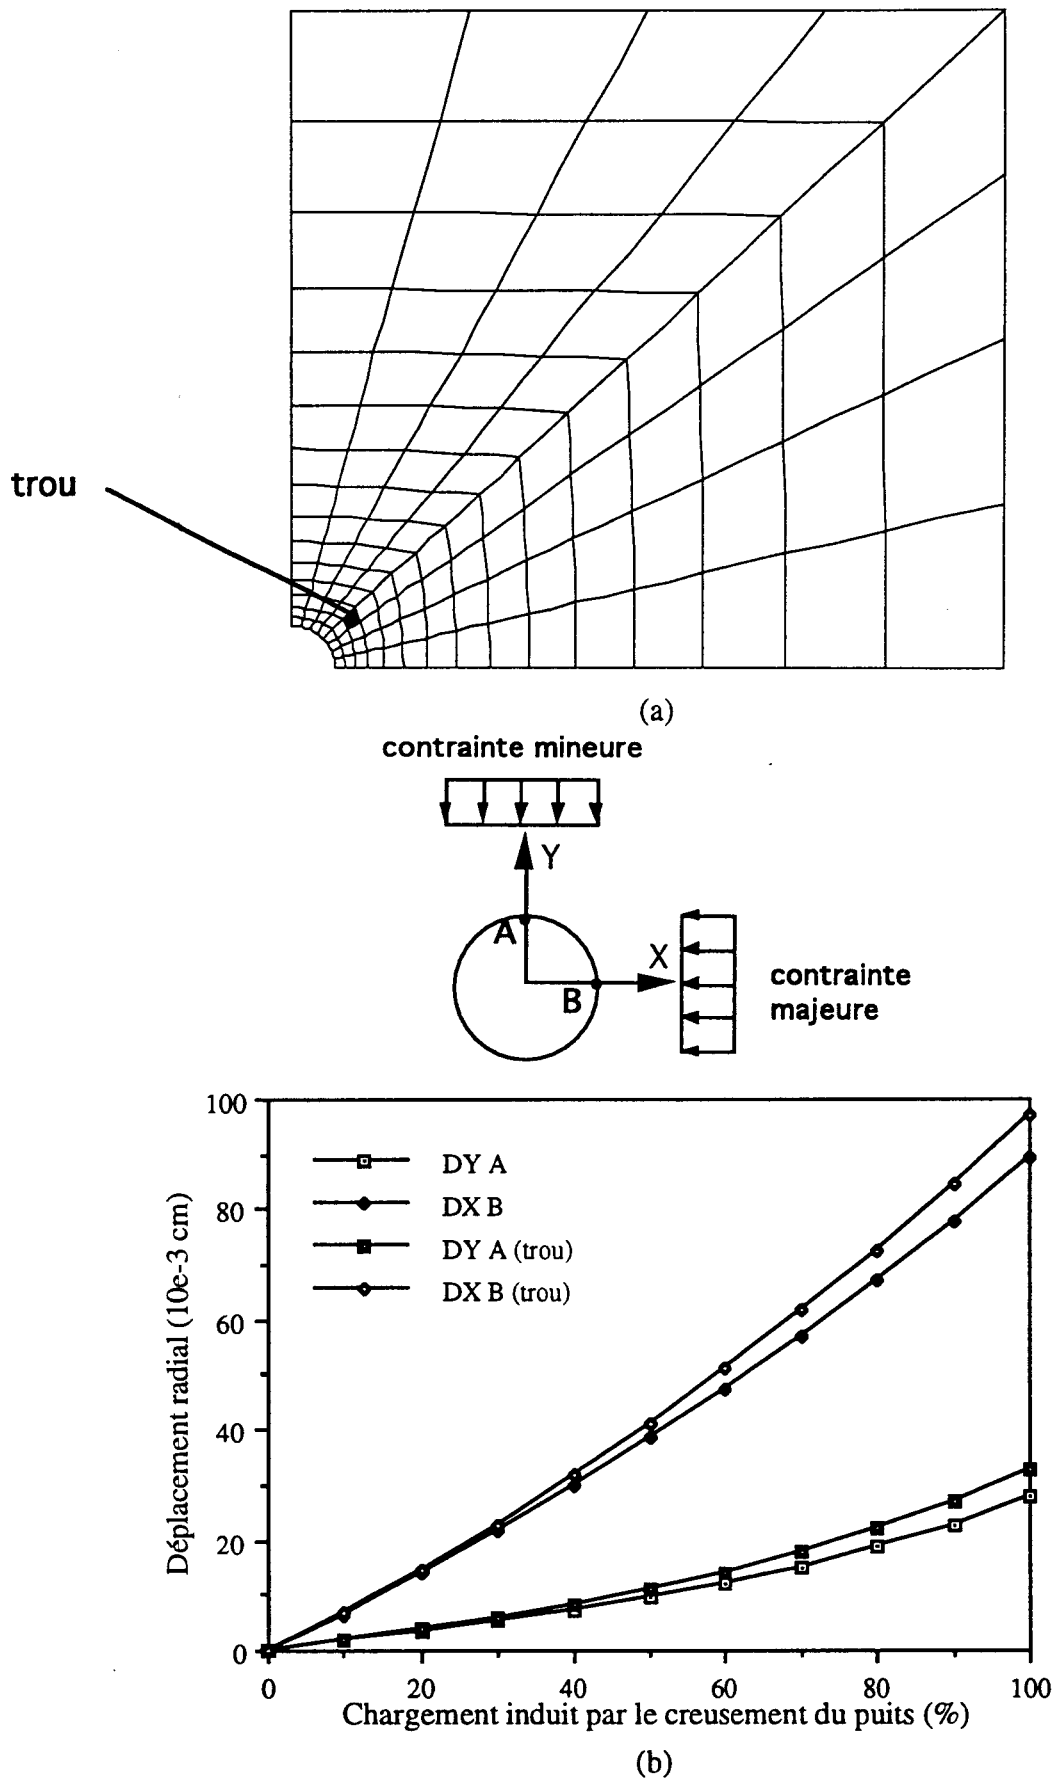 trou
(a)
contrainte mineure
Y
A
X
B
contrainte
majeure
DY A
DX B
DY A (trou)
DX B (trou)
Déplacement radial (10e-3 cm)
100
80
60
40
20
0
0 20 40 60 80 100
Chargement induit par le creusement du puits (%)
(b)